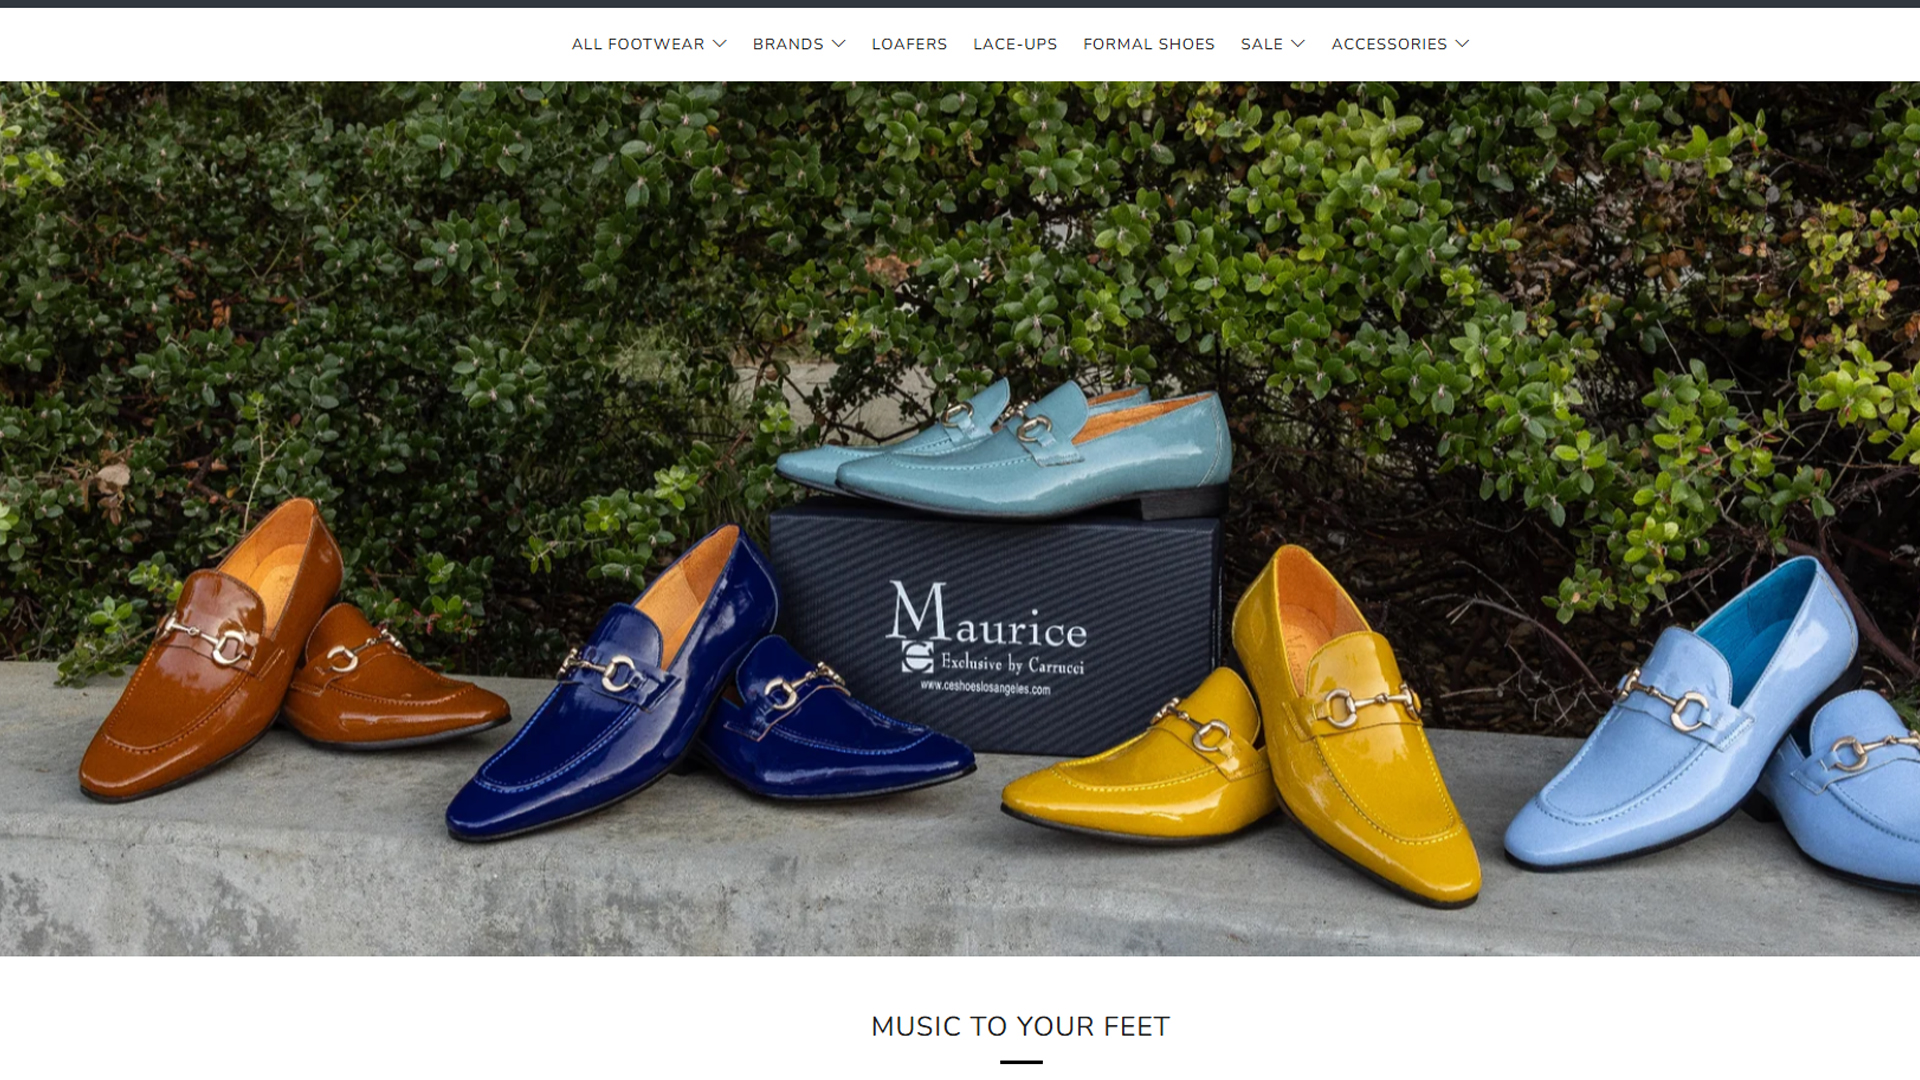 ALL FOOTWEAR BRANDS LOAFERS LACE-UPS FORMAL SHOES SALE ACCESSORIES
Maurice
Exclusive by Carrucci
www.ceshoeslosangeles.com
MUSIC TO YOUR FEET